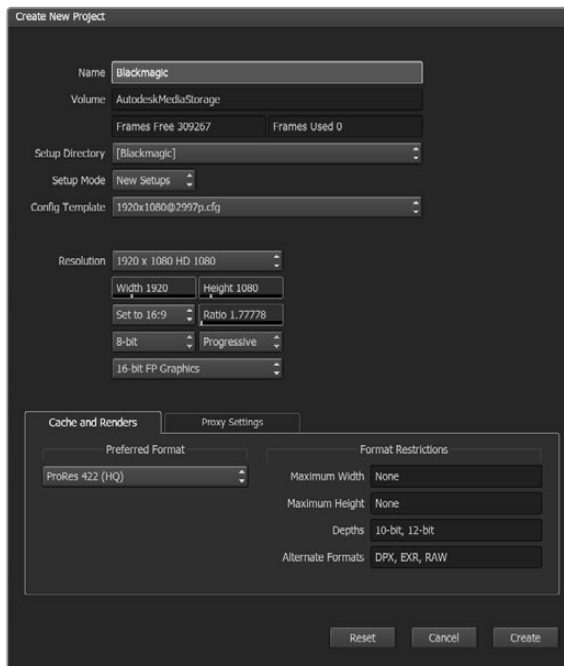 Create New Project
Name Blackmagic
Volume AutodeskMediaStorage
Frames Free 309267 Frames Used 0
Setup Directory [Blackmagic]
Setup Mode New Setups
Config Template 1920x1080@2997p.cfg
Resolution 1920 x 1080 HD 1080
Width 1920 Height 1080
Set to 16:9 Ratio 1.77778
8-bit Progressive
16-bit FP Graphics
Cache and Renders Proxy Settings
Preferred Format Format Restrictions
ProRes 422 (HQ) Maximum Width None
Maximum Height None
Depths 10-bit, 12-bit
Alternate Formats DPX, EXR, RAW
Reset Cancel Create